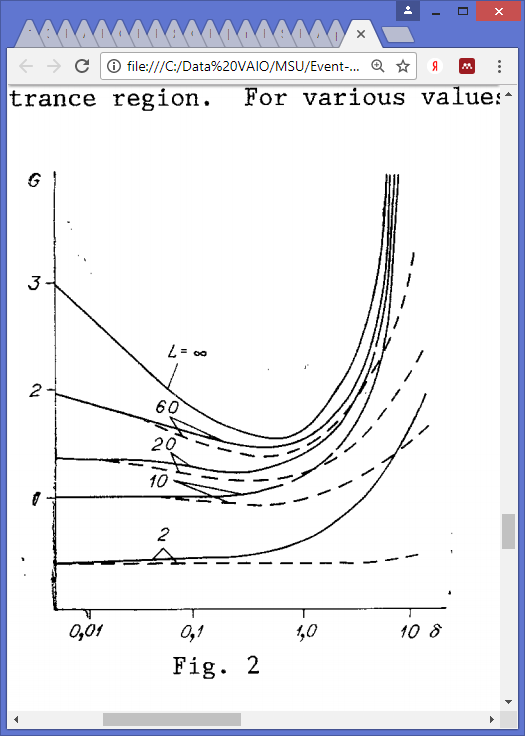 file:///C:/Data%20VAIO/MSU/Event-...
trance region. For various values
G
3
L = ∞
2
60
20
10
1
2
0,01 0,1 1,0 10 δ
Fig. 2